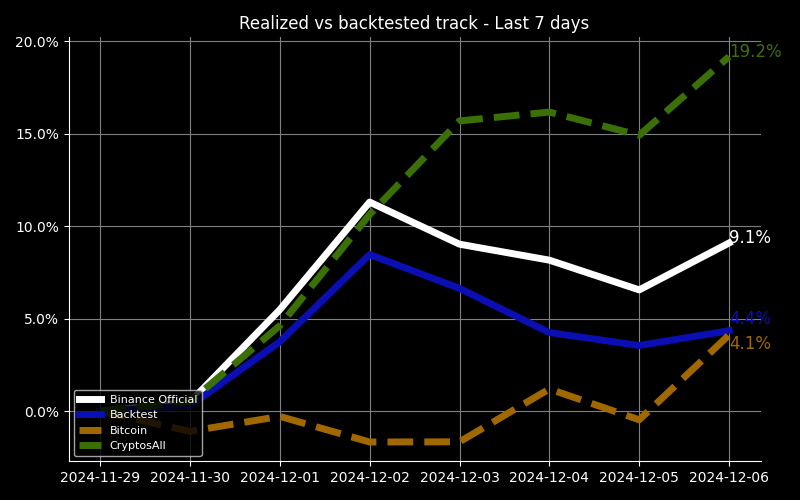 Realized vs backtested track - Last 7 days
20.0%
15.0%
10.0%
5.0%
0.0%
19.2%
9.1%
4.4%
4.1%
Binance Official
Backtest
Bitcoin
CryptosAll
2024-11-29 2024-11-30 2024-12-01 2024-12-02 2024-12-03 2024-12-04 2024-12-05 2024-12-06